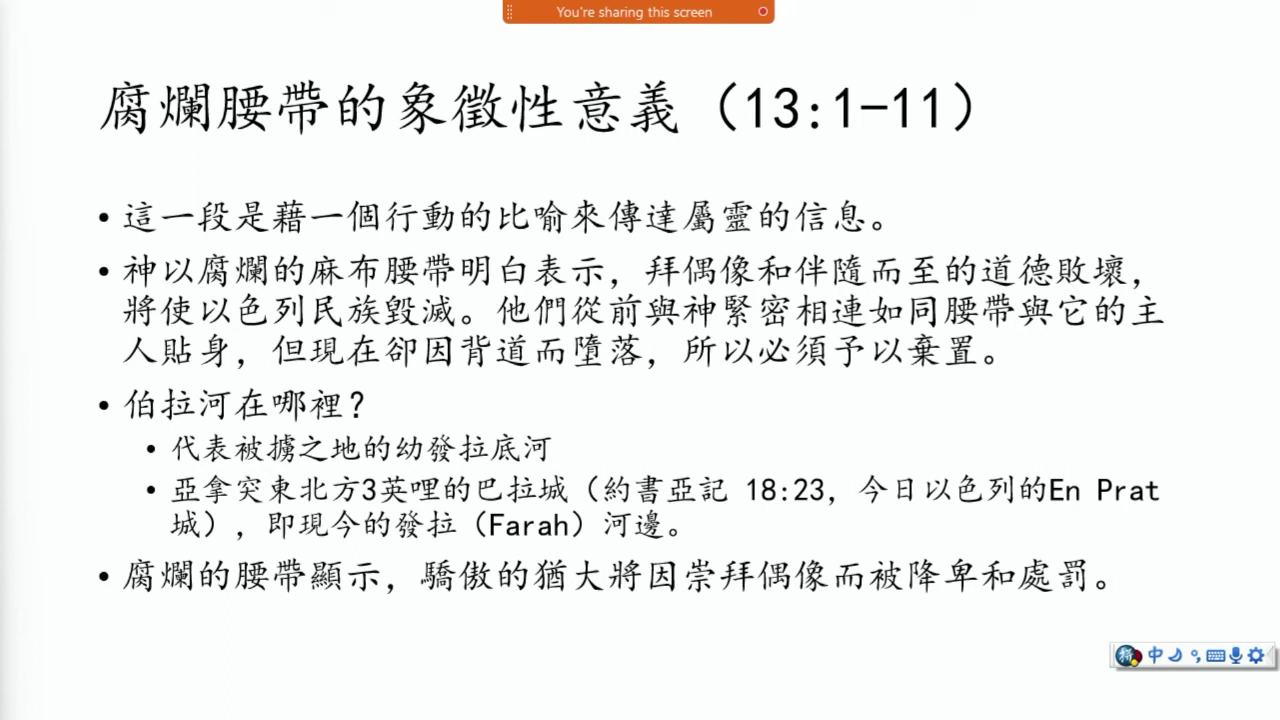 You're sharing this screen
腐爛腰帶的象徵性意義（13:1-11）
• 這一段是藉一個行動的比喻來傳達屬靈的信息。
• 神以腐爛的麻布腰帶明白表示，拜偶像和伴隨而至的道德敗壞，
將使以色列民族毀滅。他們從前與神緊密相連如同腰帶與它的主
人貼身，但現在卻因背道而墮落，所以必須予以棄置。
• 伯拉河在哪裡？
• 代表被擄之地的幼發拉底河
• 亞拿突東北方3英哩的巴拉城（約書亞記 18:23，今日以色列的En Prat
城），即現今的發拉（Farah）河邊。
• 腐爛的腰帶顯示，驕傲的猶大將因崇拜偶像而被降卑和處罰。
中